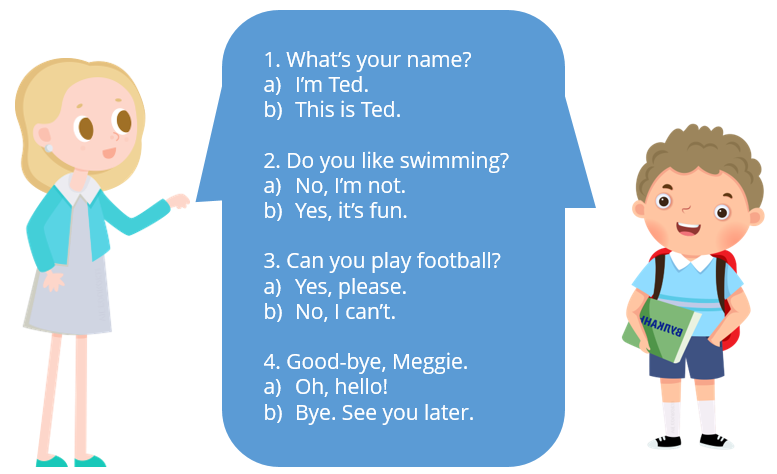 1. What's your name?
a) I'm Ted.
b) This is Ted.
2. Do you like swimming?
a) No, I'm not.
b) Yes, it's fun.
3. Can you play football?
a) Yes, please.
b) No, I can't.
4. Good-bye, Meggie.
a) Oh, hello!
b) Bye. See you later.